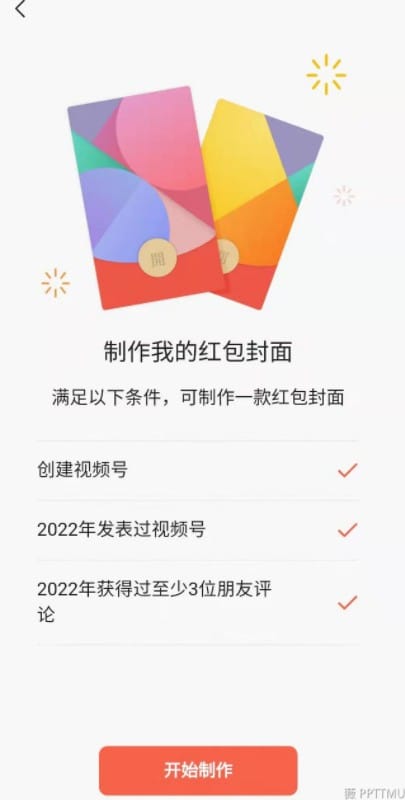 開
制作我的红包封面
满足以下条件，可制作一款红包封面
创建视频号
2022年发表过视频号
2022年获得过至少3位朋友评
论
开始制作
PPTTMU